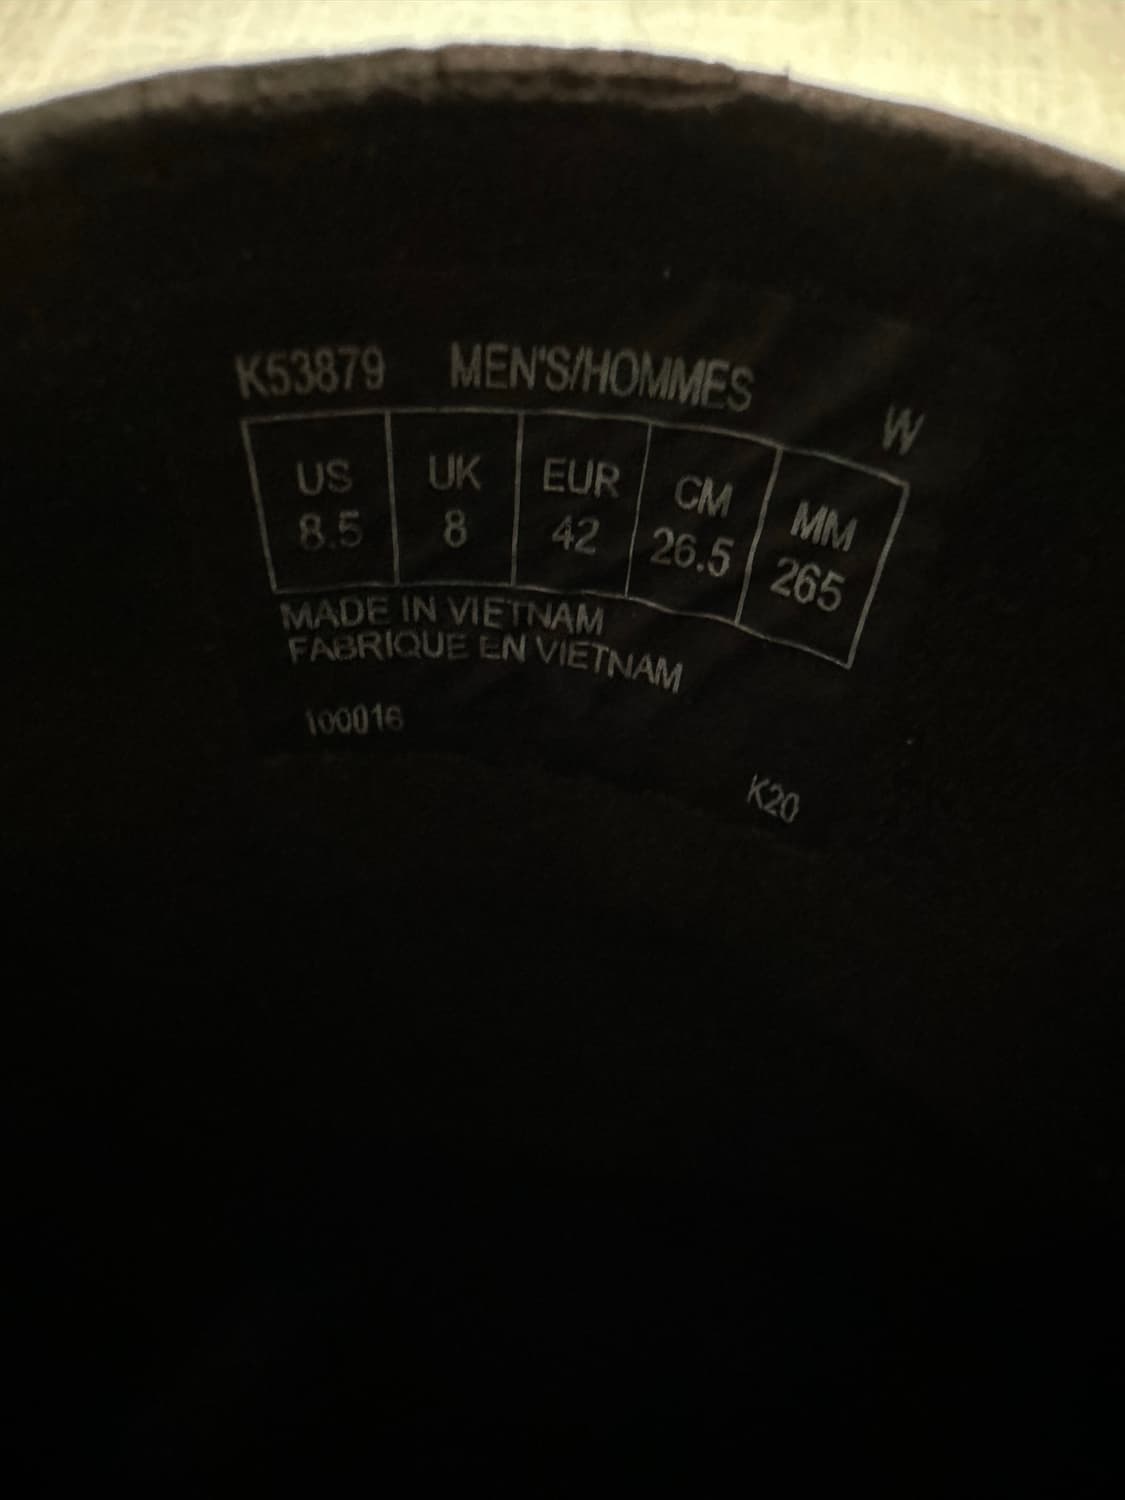 K53879 MEN'S/HOMMES W
US UK EUR CM MM
8.5 8 42 26.5 265
MADE IN VIETNAM
FABRIQUE EN VIETNAM
100016
K20